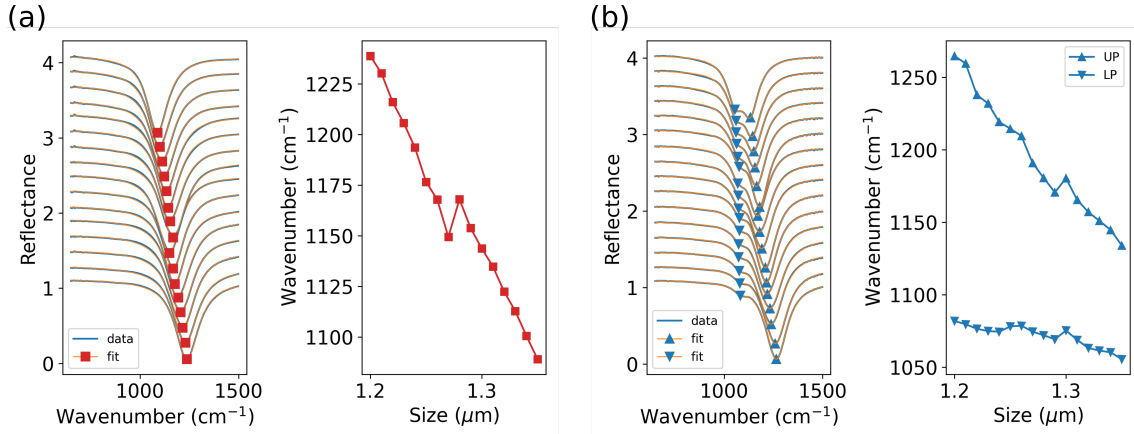 (a)
4
3
2
1
0
Reflectance
1000
1500
Wavenumber (cm⁻¹)
data
fit
1225
1200
1175
1150
1125
1100
Wavenumber (cm⁻¹)
1.2
1.3
Size (μm)
(b)
4
3
2
1
0
Reflectance
1000
1500
Wavenumber (cm⁻¹)
data
fit
fit
1250
1200
1150
1100
1050
Wavenumber (cm⁻¹)
1.2
1.3
Size (μm)
UP
LP